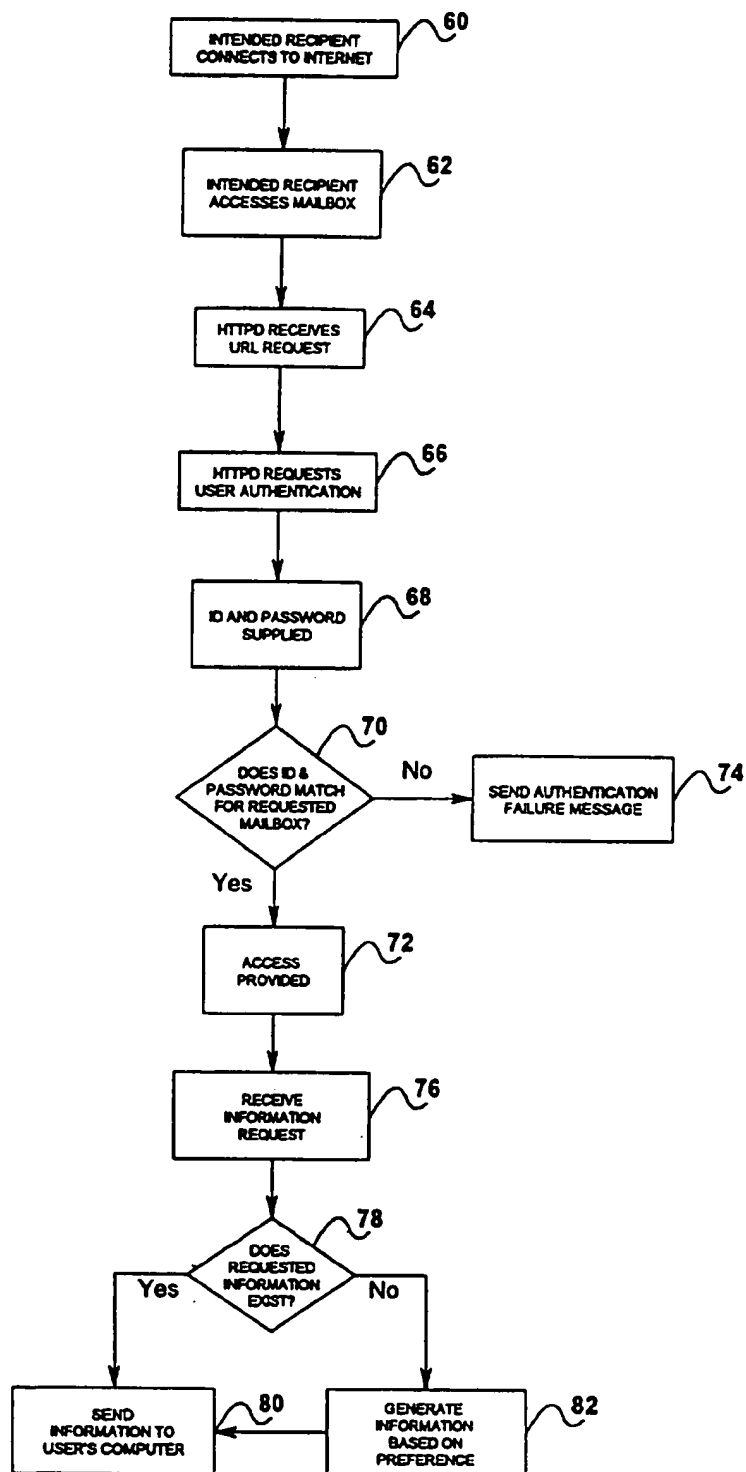 INTENDED RECIPIENT
CONNECTS TO INTERNET
60
INTENDED RECIPIENT
ACCESSES MAILBOX
62
HTTPD RECEIVES
URL REQUEST
64
HTTPD REQUESTS
USER AUTHENTICATION
66
ID AND PASSWORD
SUPPLIED
68
DOES ID &
PASSWORD MATCH
FOR REQUESTED
MAILBOX?
70
No
SEND AUTHENTICATION
FAILURE MESSAGE
74
Yes
ACCESS
PROVIDED
72
RECEIVE
INFORMATION
REQUEST
76
DOES
REQUESTED
INFORMATION
EXIST?
78
Yes
No
SEND
INFORMATION TO
USER'S COMPUTER
80
GENERATE
INFORMATION
BASED ON
PREFERENCE
82